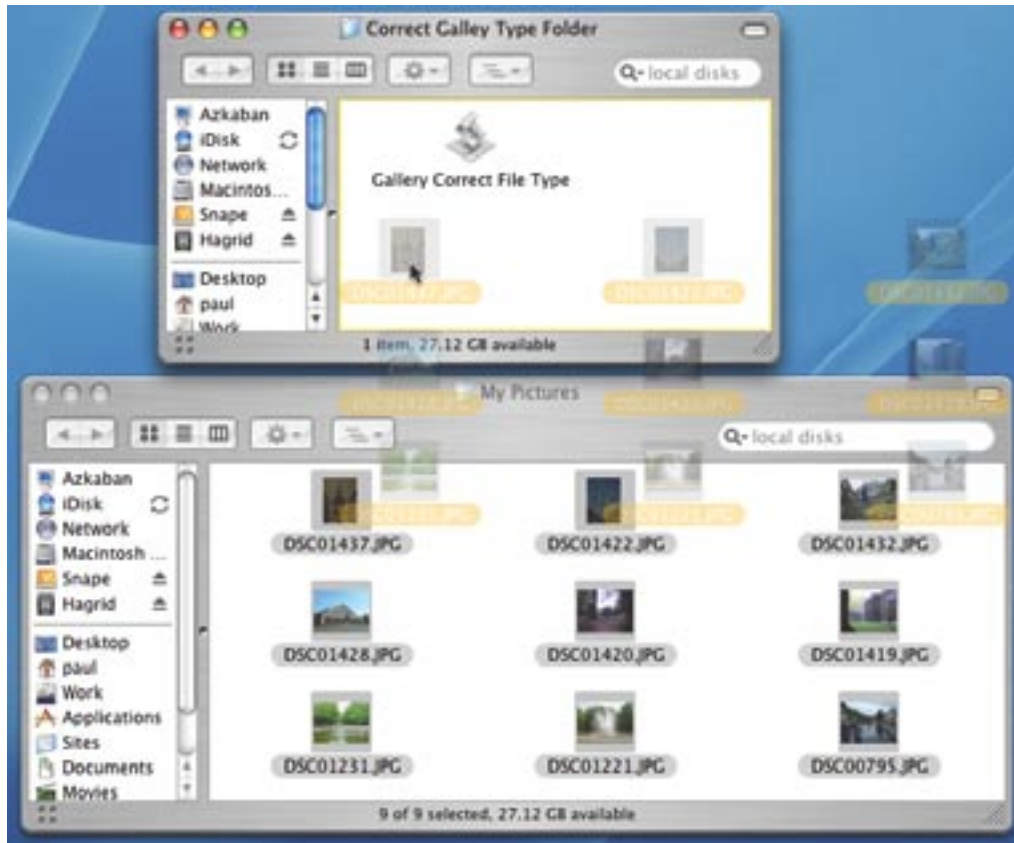 Correct Galley Type Folder
local disks
Azkaban
iDisk
Network
Macintos...
Snape
Hagrid
Desktop
paul
Work
Gallery Correct File Type
1 item, 27.12 GB available
My Pictures
local disks
Azkaban
iDisk
Network
Macintosh ...
Snape
Hagrid
Desktop
paul
Work
Applications
Sites
Documents
Movies
DSC01437.JPG DSC01422.JPG DSC01432.JPG
DSC01428.JPG DSC01420.JPG DSC01419.JPG
DSC01231.JPG DSC01221.JPG DSC00795.JPG
9 of 9 selected, 27.12 GB available